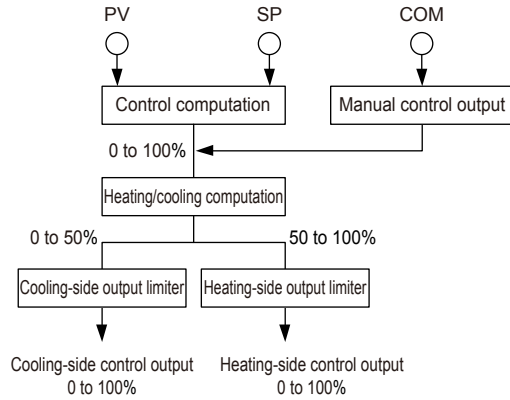 PV
SP
COM
Control computation
Manual control output
0 to 100%
Heating/cooling computation
0 to 50%
50 to 100%
Cooling-side output limiter
Heating-side output limiter
Cooling-side control output
0 to 100%
Heating-side control output
0 to 100%